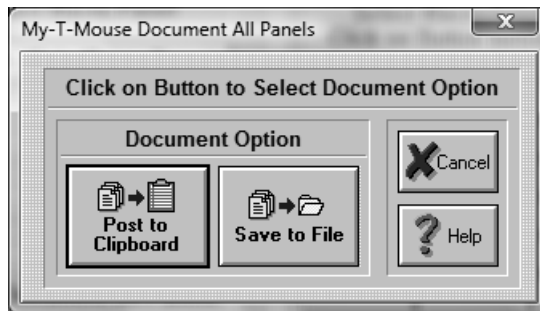 My-T-Mouse Document All Panels
Click on Button to Select Document Option
Document Option
Post to
Clipboard
Save to File
Cancel
Help